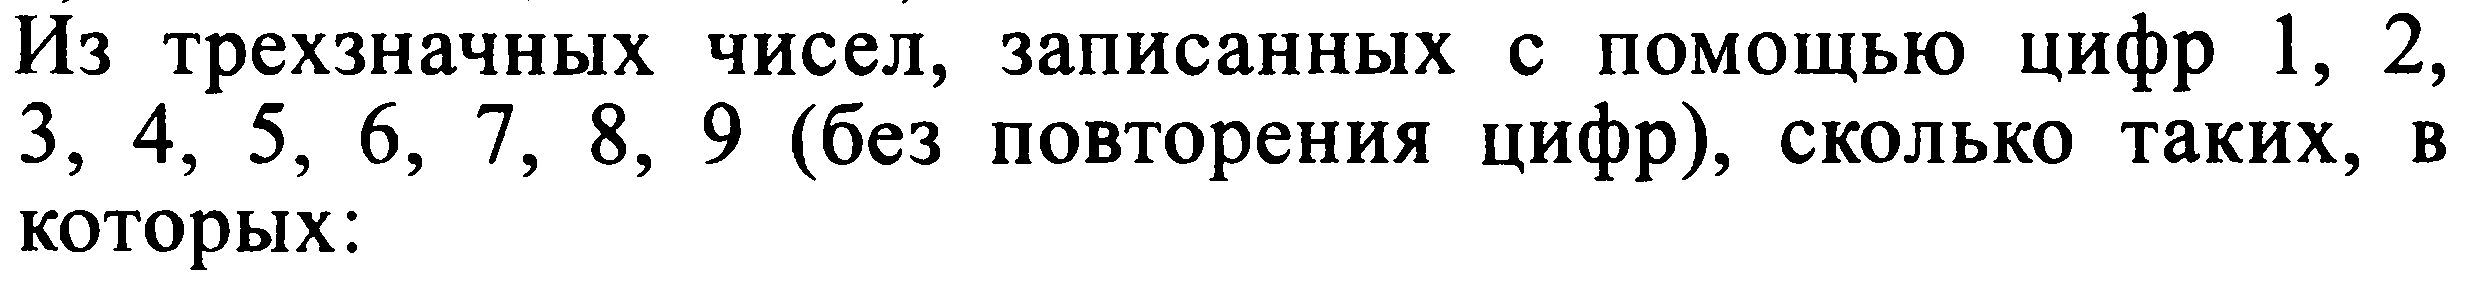 Из трехзначных чисел, записанных с помощью цифр 1, 2,
3, 4, 5, 6, 7, 8, 9 (без повторения цифр), сколько таких, в
которых: